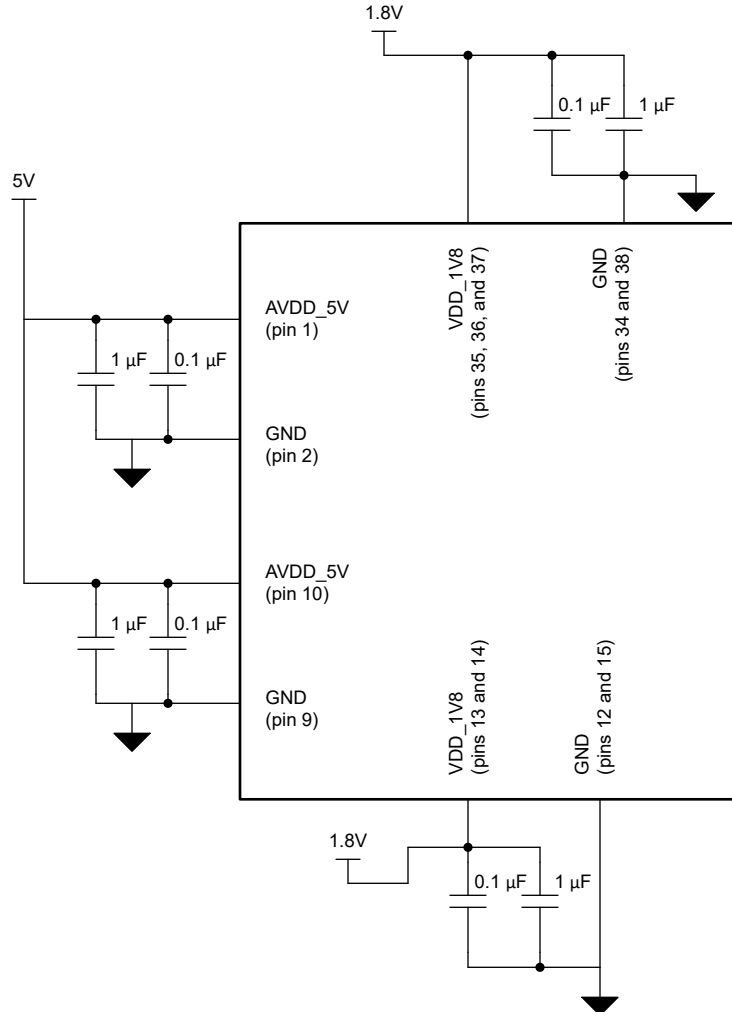 1.8V
0.1 µF
1 µF
5V
VDD_1V8
(pins 35, 36, and 37)
GND
(pins 34 and 38)
AVDD_5V
(pin 1)
1 µF
0.1 µF
GND
(pin 2)
AVDD_5V
(pin 10)
1 µF
0.1 µF
GND
(pin 9)
VDD_1V8
(pins 13 and 14)
GND
(pins 12 and 15)
1.8V
0.1 µF
1 µF